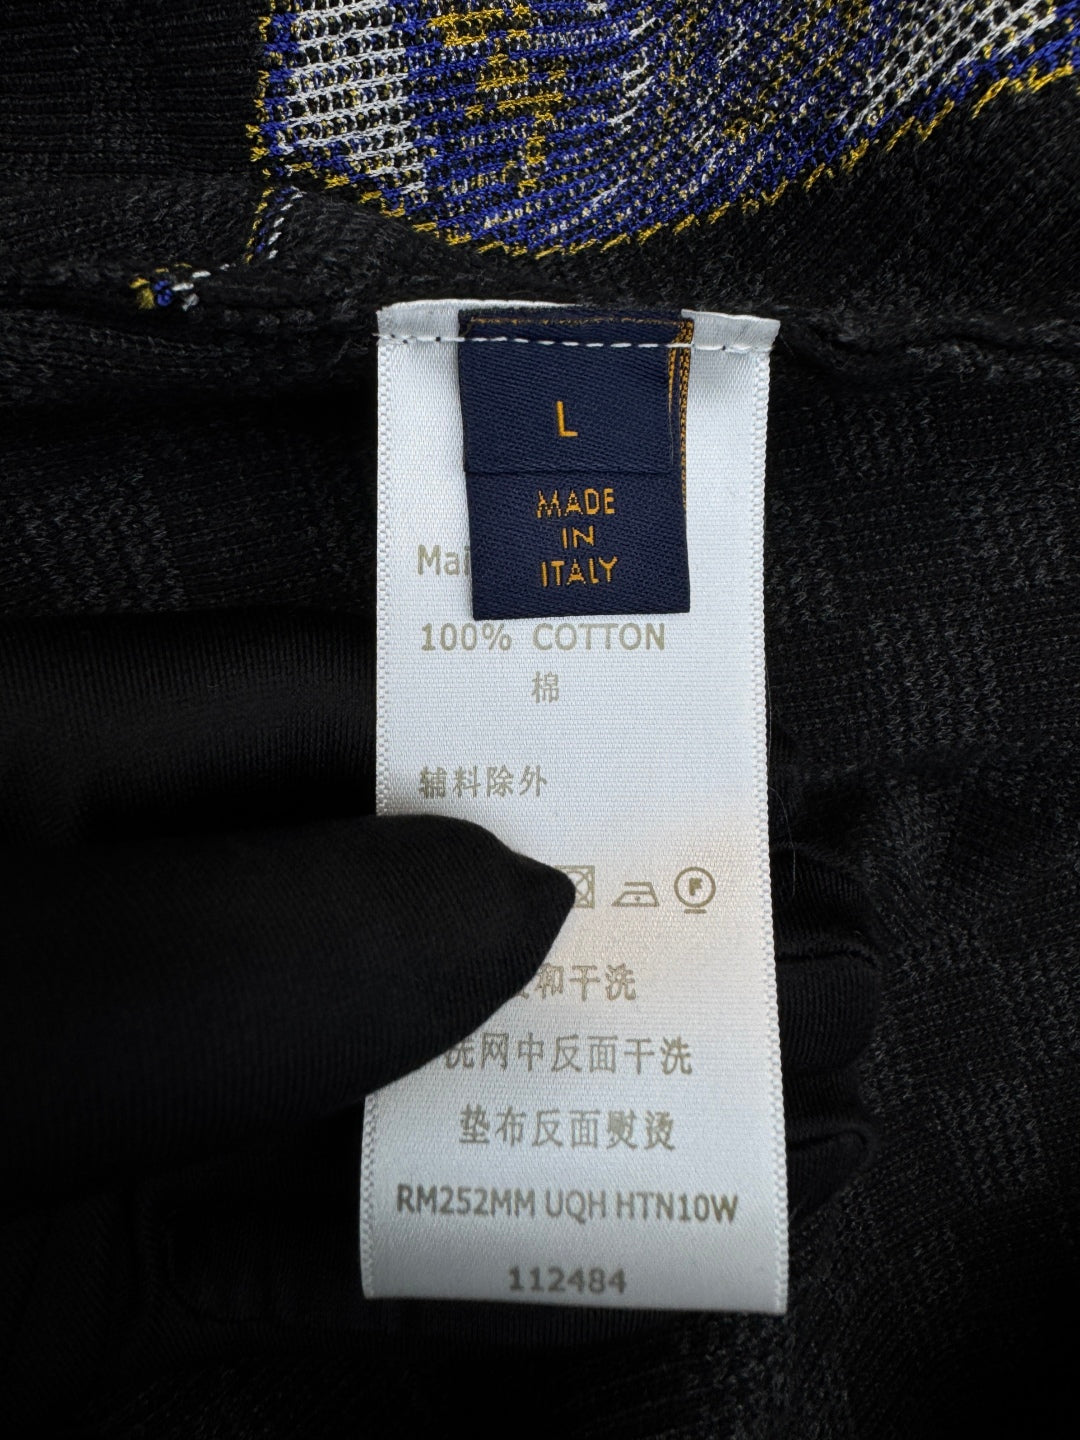 L
MADE
IN
ITALY
Mai
100% COTTON
棉
辅料除外
F
和干洗
洗网中反面干洗
垫布反面熨烫
RM252MM UQH HTN10W
112484